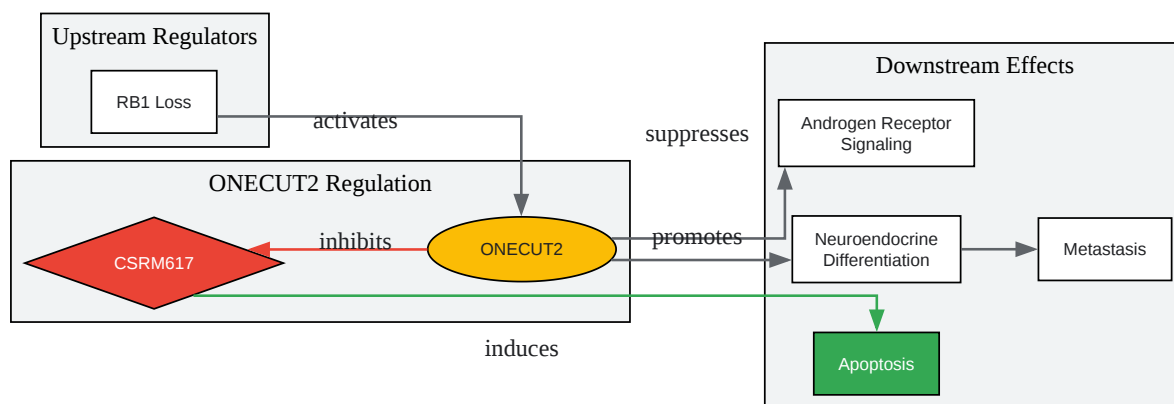 Upstream Regulators
RB1 Loss
activates
ONECUT2 Regulation
CSRM617
inhibits
ONECUT2
suppresses
promotes
induces
Downstream Effects
Androgen Receptor
Signaling
Neuroendocrine
Differentiation
Metastasis
Apoptosis